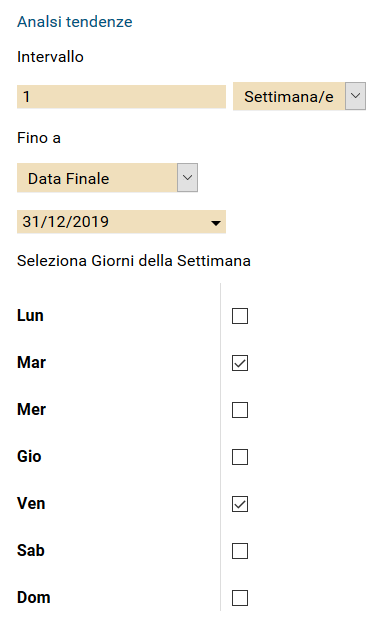 Analsi tendenze
Intervallo
1 Settimana/e
Fino a
Data Finale
31/12/2019
Seleziona Giorni della Settimana
Lun
Mar
Mer
Gio
Ven
Sab
Dom